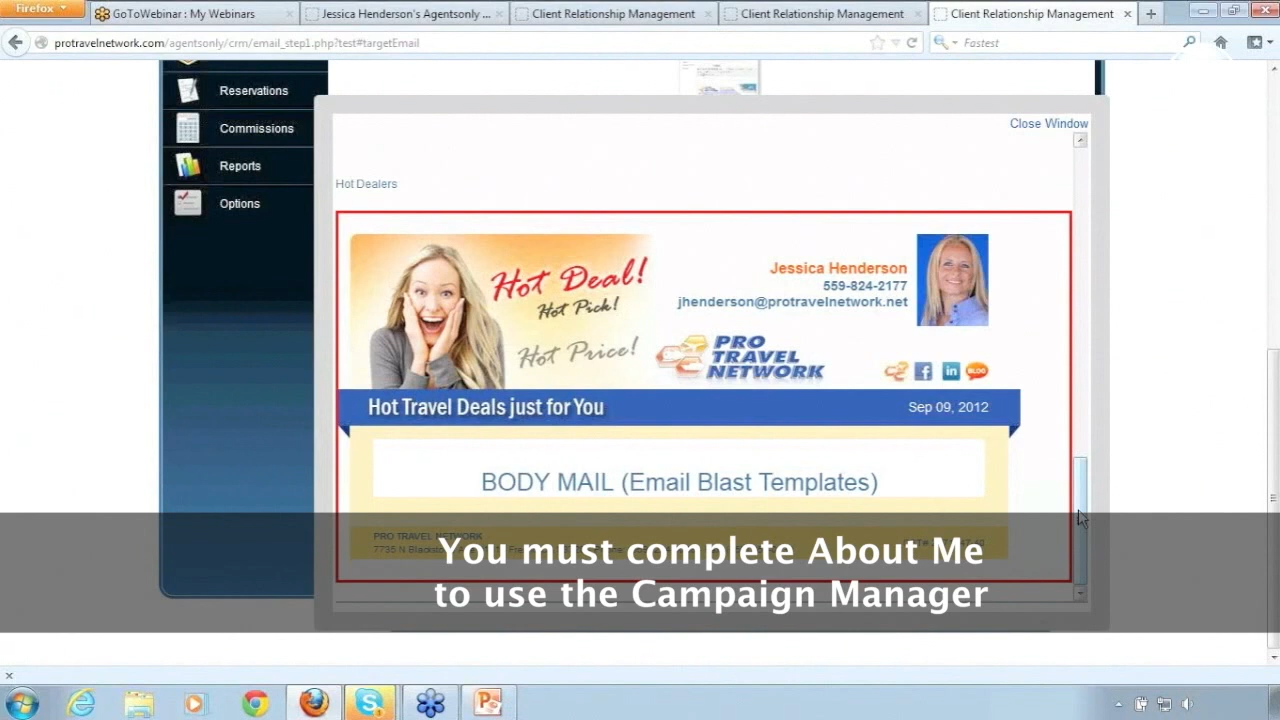 Firefox
GoToWebinar : My Webinars
Jessica Henderson's Agentsonly ...
Client Relationship Management
Client Relationship Management
Client Relationship Management
protravelnetwork.com/agentsonly/crm/email_step1.php?test#targetEmail
Fastest
Reservations
Commissions
Reports
Options
Close Window
Hot Dealers
Hot Deal!
Hot Pick!
Hot Price!
Jessica Henderson
559-824-2177
jhenderson@protravelnetwork.net
PRO
TRAVEL
NETWORK
in
BLOG
Hot Travel Deals just for You
Sep 09, 2012
BODY MAIL (Email Blast Templates)
PRO TRAVEL NETWORK
7735 N
You must complete About Me
to use the Campaign Manager